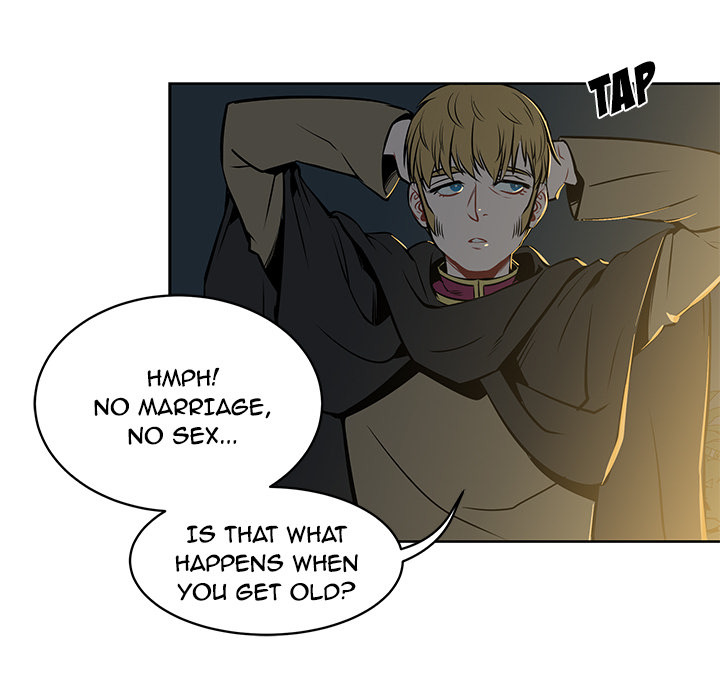 TAP
HMPH!
NO MARRIAGE,
NO SEX...
IS THAT WHAT
HAPPENS WHEN
YOU GET OLD?